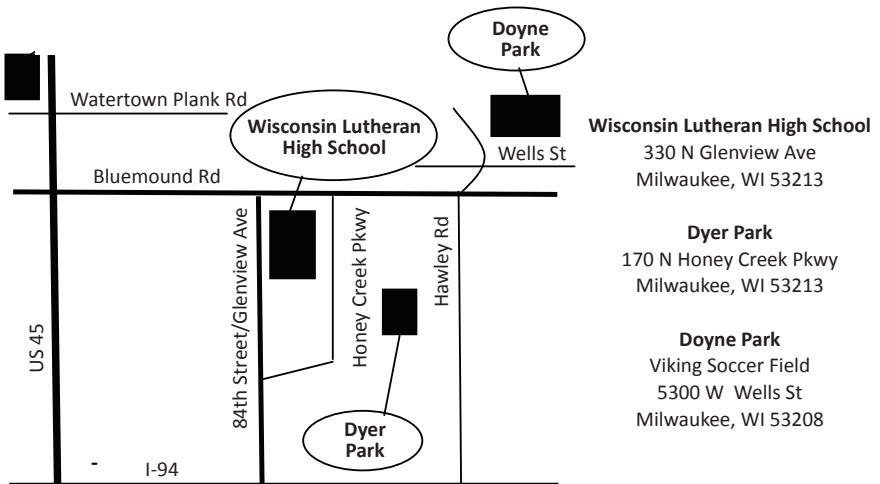 Doyne
Park
Watertown Plank Rd
Wisconsin Lutheran
High School
Wells St
Bluemound Rd
US 45
84th Street/Glenview Ave
Honey Creek Pkwy
Hawley Rd
Dyer
Park
-
I-94
Wisconsin Lutheran High School
330 N Glenview Ave
Milwaukee, WI 53213
Dyer Park
170 N Honey Creek Pkwy
Milwaukee, WI 53213
Doyne Park
Viking Soccer Field
5300 W  Wells St
Milwaukee, WI 53208